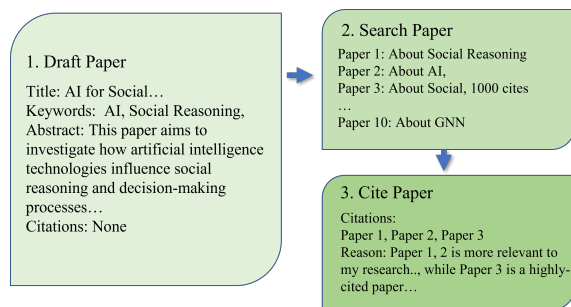 1. Draft Paper
Title: AI for Social…
Keywords: AI, Social Reasoning,
Abstract: This paper aims to
investigate how artificial intelligence
technologies influence social
reasoning and decision-making
processes…
Citations: None
2. Search Paper
Paper 1: About Social Reasoning
Paper 2: About AI,
Paper 3: About Social, 1000 cites
…
Paper 10: About GNN
3. Cite Paper
Citations:
Paper 1, Paper 2, Paper 3
Reason: Paper 1, 2 is more relevant to
my research.., while Paper 3 is a highly-
cited paper…